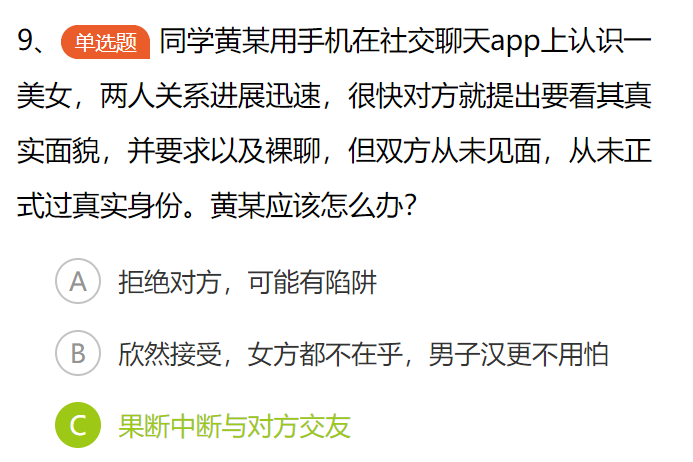 9、 单选题 同学黄某用手机在社交聊天app上认识一
美女，两人关系进展迅速，很快对方就提出要看其真
实面貌，并要求以及裸聊，但双方从未见面，从未正
式过真实身份。黄某应该怎么办？
A 拒绝对方，可能有陷阱
B 欣然接受，女方都不在乎，男子汉更不用怕
C 果断中断与对方交友